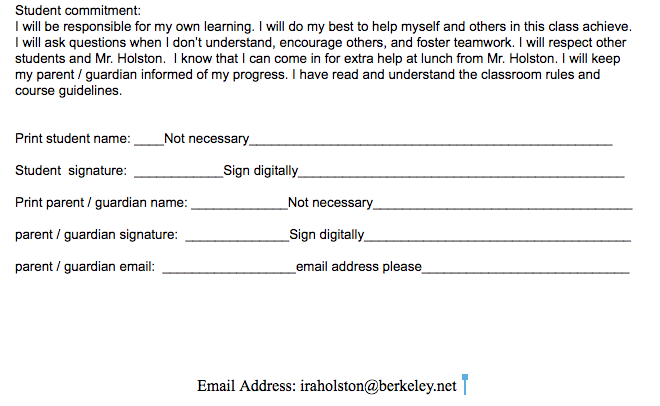 Student commitment:
I will be responsible for my own learning. I will do my best to help myself and others in this class achieve.
I will ask questions when I don't understand, encourage others, and foster teamwork. I will respect other
students and Mr. Holston.  I know that I can come in for extra help at lunch from Mr. Holston. I will keep
my parent / guardian informed of my progress. I have read and understand the classroom rules and
course guidelines.
Print student name: ____Not necessary__________________________________________________
Student  signature: ____________Sign digitally_____________________________________________
Print parent / guardian name: _____________Not necessary____________________________________
parent / guardian signature:  ______________Sign digitally_____________________________________
parent / guardian email:  __________________email address please_____________________________
Email Address: iraholston@berkeley.net